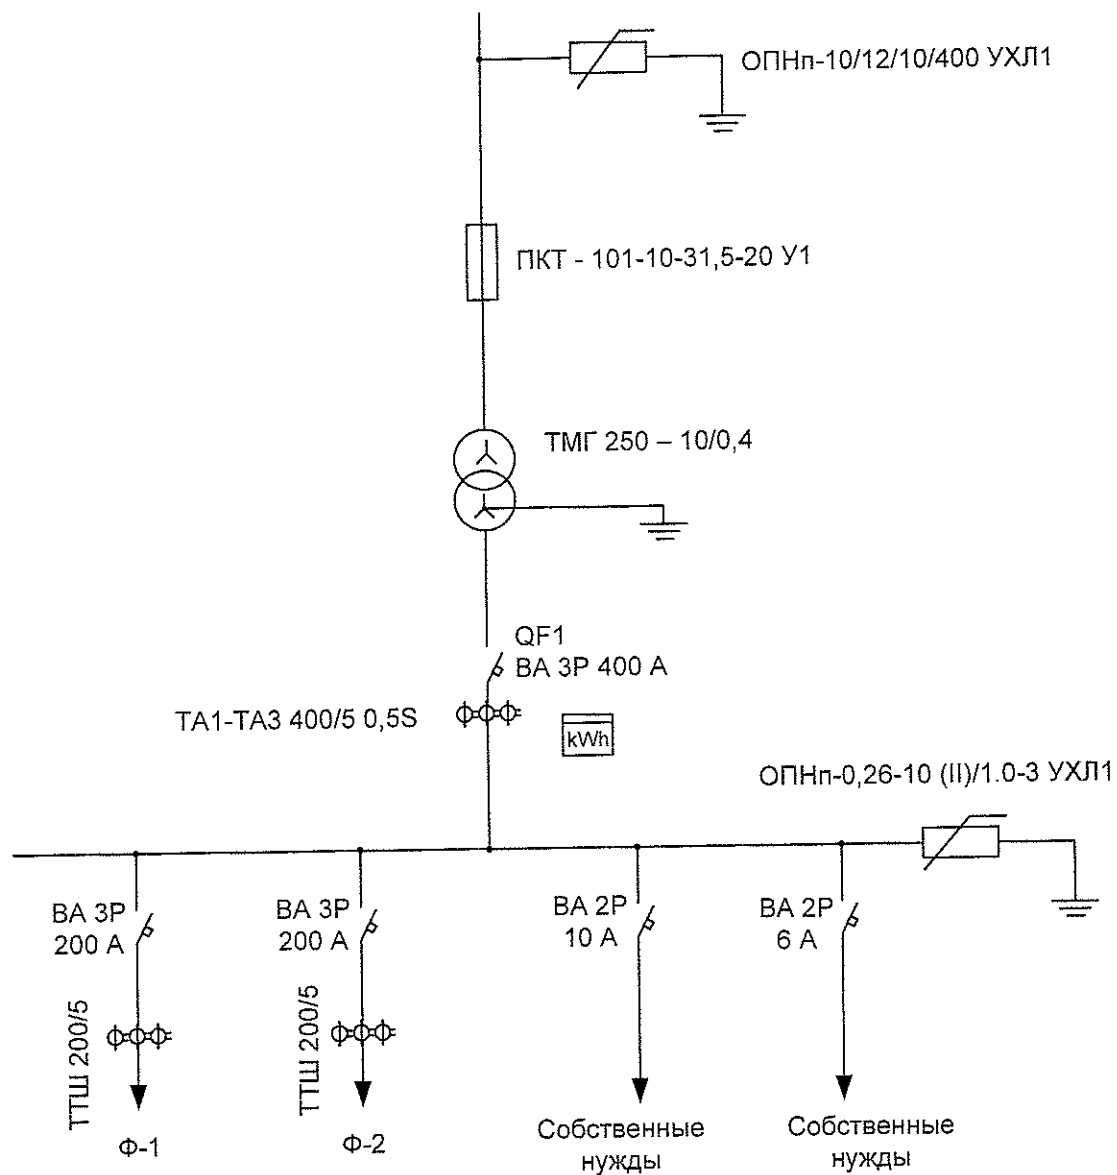 ОПНп-10/12/10/400 УХЛ1
ПКТ - 101-10-31,5-20 У1
ТМГ 250 – 10/0,4
QF1
ВА 3Р 400 А
ТА1-ТА3 400/5 0,5S
kWh
ОПНп-0,26-10 (II)/1.0-3 УХЛ1
ВА 3Р
200 А
ВА 3Р
200 А
ВА 2Р
10 А
ВА 2Р
6 А
ТТШ 200/5
ТТШ 200/5
Ф-1
Ф-2
Собственные
нужды
Собственные
нужды